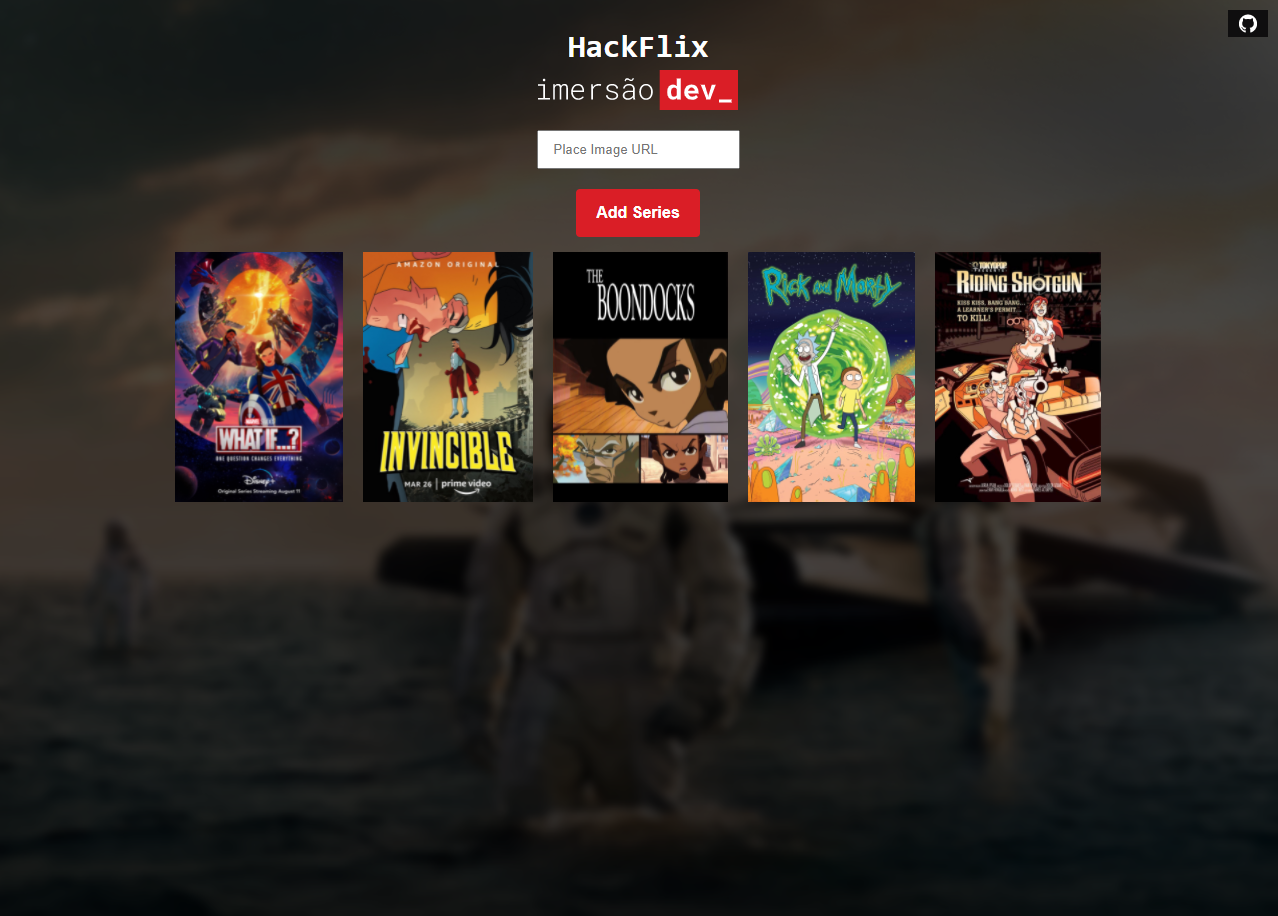 HackFlix
imersão dev_
Place Image URL
Add Series
MARVEL
WHAT IF...?
ONE QUESTION CHANGES EVERYTHING
Disney+
Original Series Streaming August 11
AMAZON ORIGINAL
INVINCIBLE
MAR 26 | prime video
THE
BOONDOCKS
Rick and Morty
TOKYOPOP
PRESENTS
RIDING SHOTGUN
KISS KISS, BANG BANG...
A LEARNER'S PERMIT...
TO KILL!